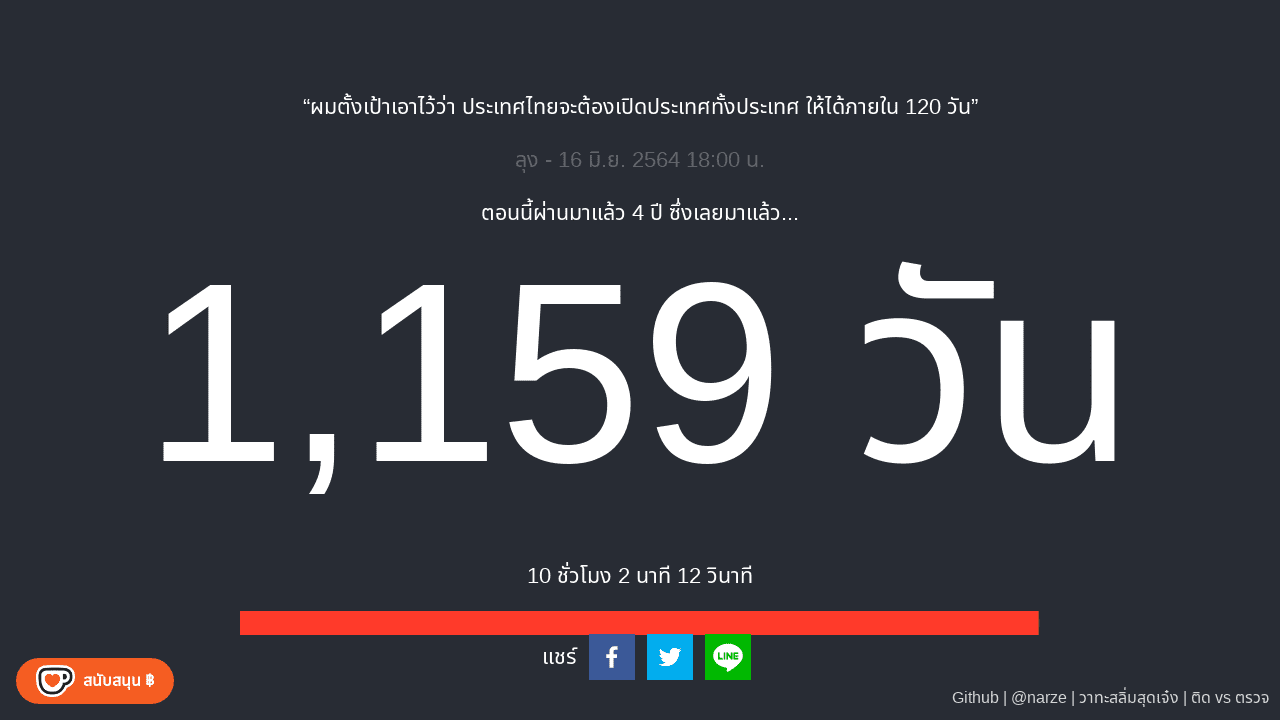 “ผมตั้งเป้าเอาไว้ว่า ประเทศไทยจะต้องเปิดประเทศทั้งประเทศ ให้ได้ภายใน 120 วัน”
ลุง - 16 มิ.ย. 2564 18:00 น.
ตอนนี้ผ่านมาแล้ว 4 ปี ซึ่งเลยมาแล้ว...
1,159 วัน
10 ชั่วโมง 2 นาที 12 วินาที
แชร์
LINE
สนับสนุน ฿
Github | @narze | วาทะสลิ่มสุดเจ๋ง | ติด vs ตรวจ